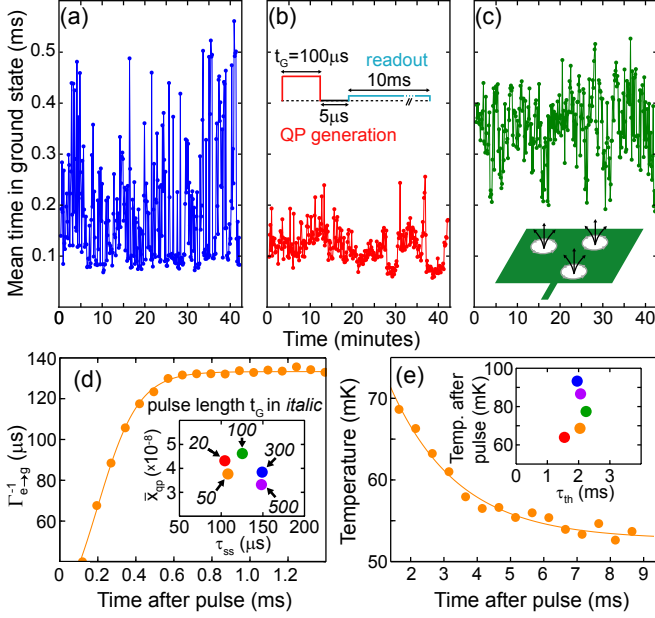 (a)
(b)
(c)
Mean time in ground state (ms)
0.5
0.4
0.3
0.2
0.1
t_G=100μs
readout
10ms
5μs
QP generation
0 10 20 30 40
0 10 20 30 40
0 10 20 30 40
Time (minutes)
(d)
Γ⁻¹e→g (μs)
140
120
100
80
60
40
pulse length t_G in italic
x̄qp (×10⁻⁸)
5
4
3
20
100
300
50
500
50 100 150 200
τss (μs)
0 0.2 0.4 0.6 0.8 1.0 1.2
Time after pulse (ms)
(e)
Temperature (mK)
70
60
50
Temp. after
pulse (mK)
100
80
60
0 1 2 3 4
τth (ms)
2 3 4 5 6 7 8 9
Time after pulse (ms)